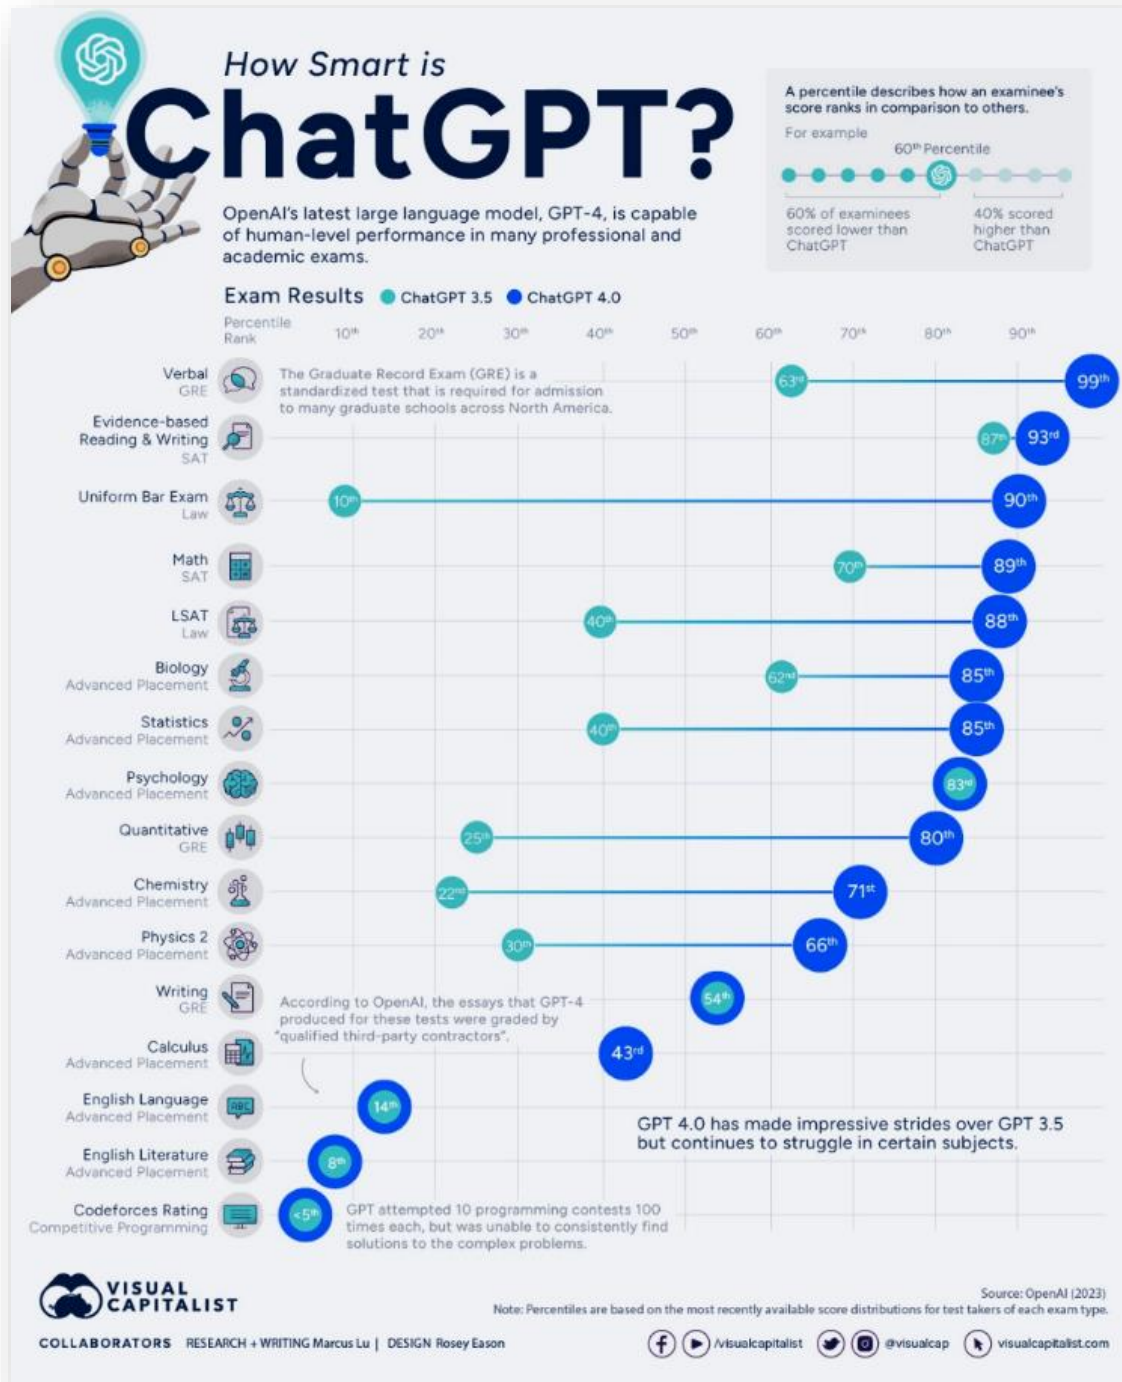 How Smart is
ChatGPT?
OpenAI's latest large language model, GPT-4, is capable
of human-level performance in many professional and
academic exams.
A percentile describes how an examinee's
score ranks in comparison to others.
For example
60th Percentile
60% of examinees
scored lower than
ChatGPT
40% scored
higher than
ChatGPT
Exam Results ChatGPT 3.5 ChatGPT 4.0
Percentile
Rank
10th 20th 30th 40th 50th 60th 70th 80th 90th
Verbal
GRE
The Graduate Record Exam (GRE) is a
standardized test that is required for admission
to many graduate schools across North America.
63rd 99th
Evidence-based
Reading & Writing
SAT
87th 93rd
Uniform Bar Exam
Law
10th 90th
Math
SAT
70th 89th
LSAT
Law
40th 88th
Biology
Advanced Placement
62nd 85th
Statistics
Advanced Placement
40th 85th
Psychology
Advanced Placement
83rd
Quantitative
GRE
25th 80th
Chemistry
Advanced Placement
22nd 71st
Physics 2
Advanced Placement
30th 66th
Writing
GRE
54th
According to OpenAI, the essays that GPT-4
produced for these tests were graded by
"qualified third-party contractors".
Calculus
Advanced Placement
43rd
English Language
Advanced Placement
ABC
14th
GPT 4.0 has made impressive strides over GPT 3.5
but continues to struggle in certain subjects.
English Literature
Advanced Placement
8th
Codeforces Rating
Competitive Programming
<5th
GPT attempted 10 programming contests 100
times each, but was unable to consistently find
solutions to the complex problems.
VISUAL
CAPITALIST
Source: OpenAI (2023)
Note: Percentiles are based on the most recently available score distributions for test takers of each exam type.
COLLABORATORS RESEARCH + WRITING Marcus Lu | DESIGN Rosey Eason
/visualcapitalist @visualcap visualcapitalist.com